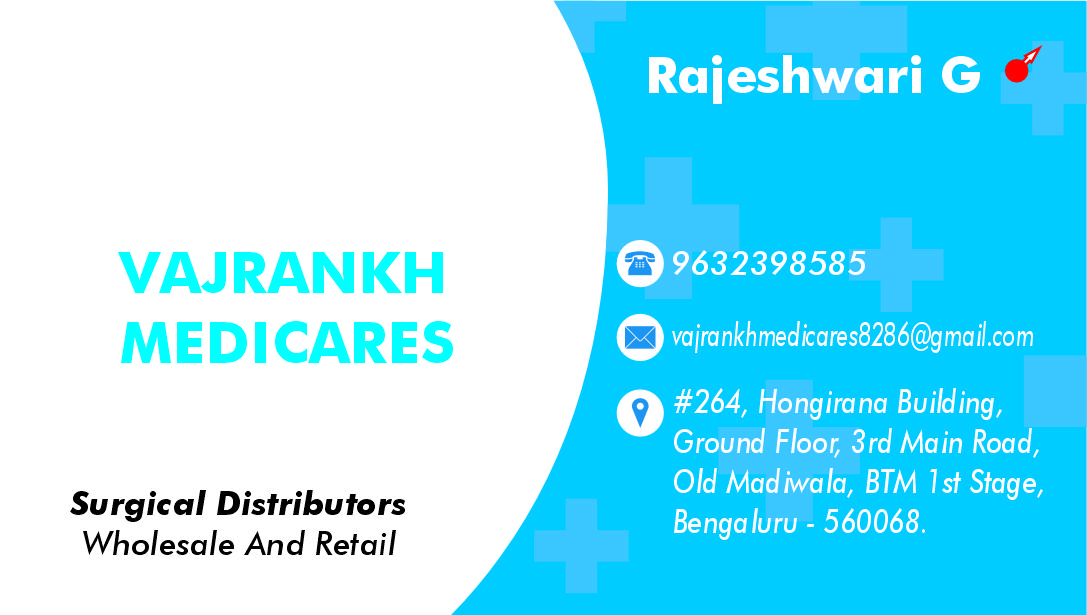 VAJRANKH
MEDICARES
Surgical Distributors
Wholesale And Retail
Rajeshwari G
9632398585
vajrankhmedicares8286@gmail.com
#264, Hongirana Building,
Ground Floor, 3rd Main Road,
Old Madiwala, BTM 1st Stage,
Bengaluru - 560068.